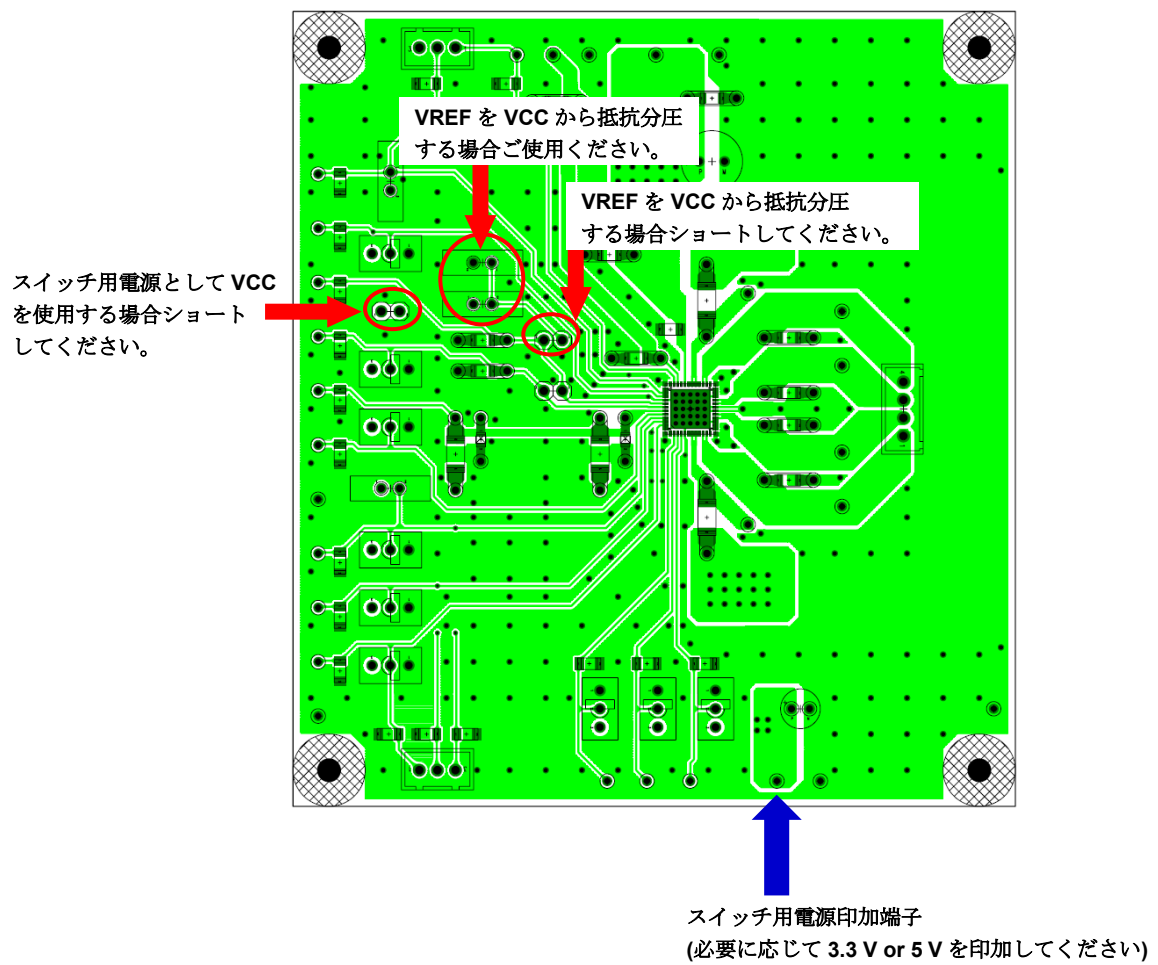 VREF を VCC から抵抗分圧
する場合ご使用ください。
VREF を VCC から抵抗分圧
する場合ショートしてください。
スイッチ用電源として VCC
を使用する場合ショート
してください。
スイッチ用電源印加端子
(必要に応じて 3.3 V or 5 V を印加してください)